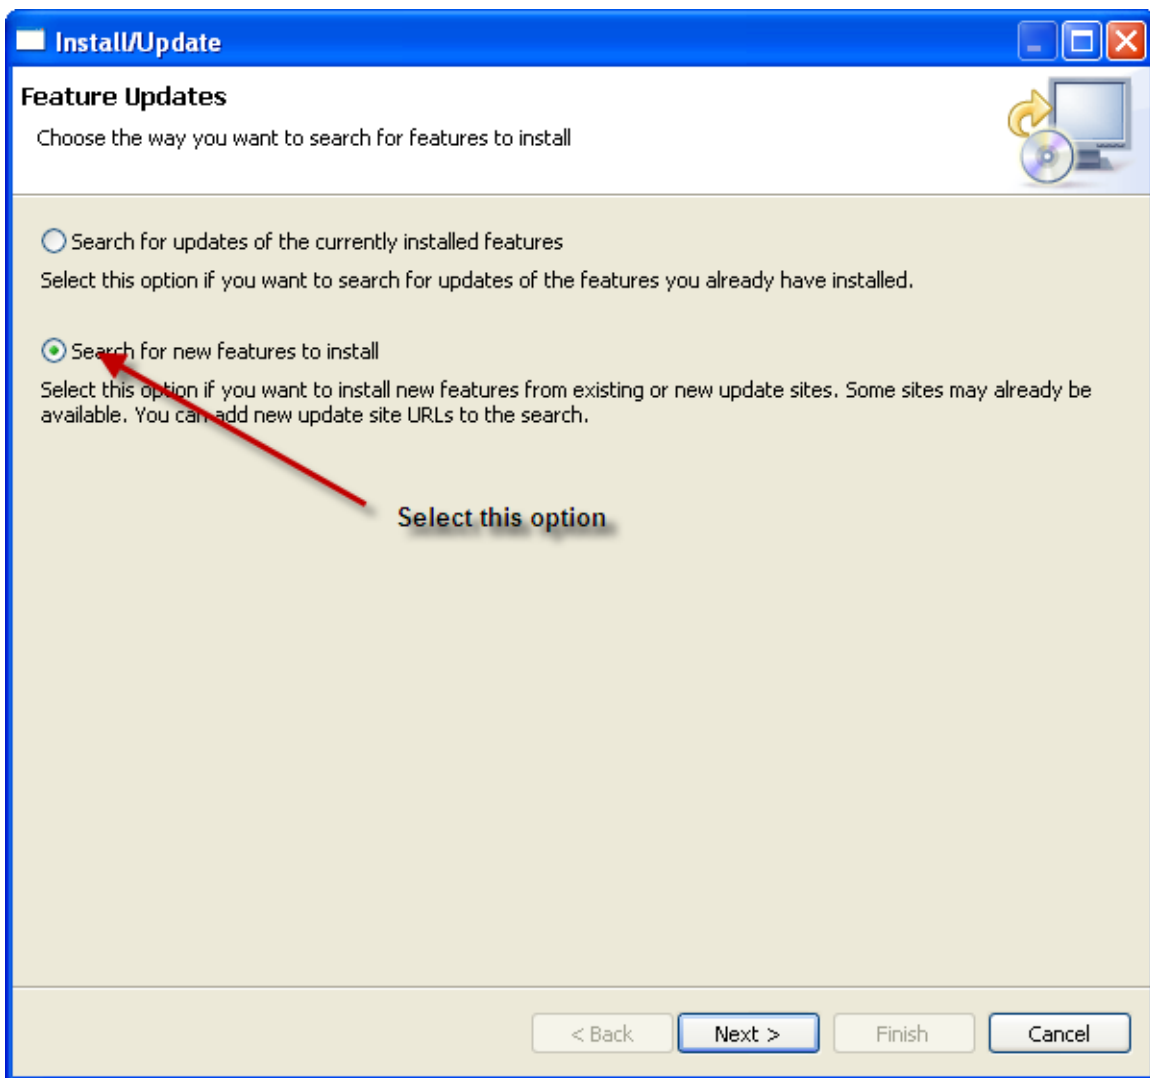 Install/Update
Feature Updates
Choose the way you want to search for features to install
Search for updates of the currently installed features
Select this option if you want to search for updates of the features you already have installed.
Search for new features to install
Select this option if you want to install new features from existing or new update sites. Some sites may already be
available. You can add new update site URLs to the search.
Select this option
< Back Next > Finish Cancel